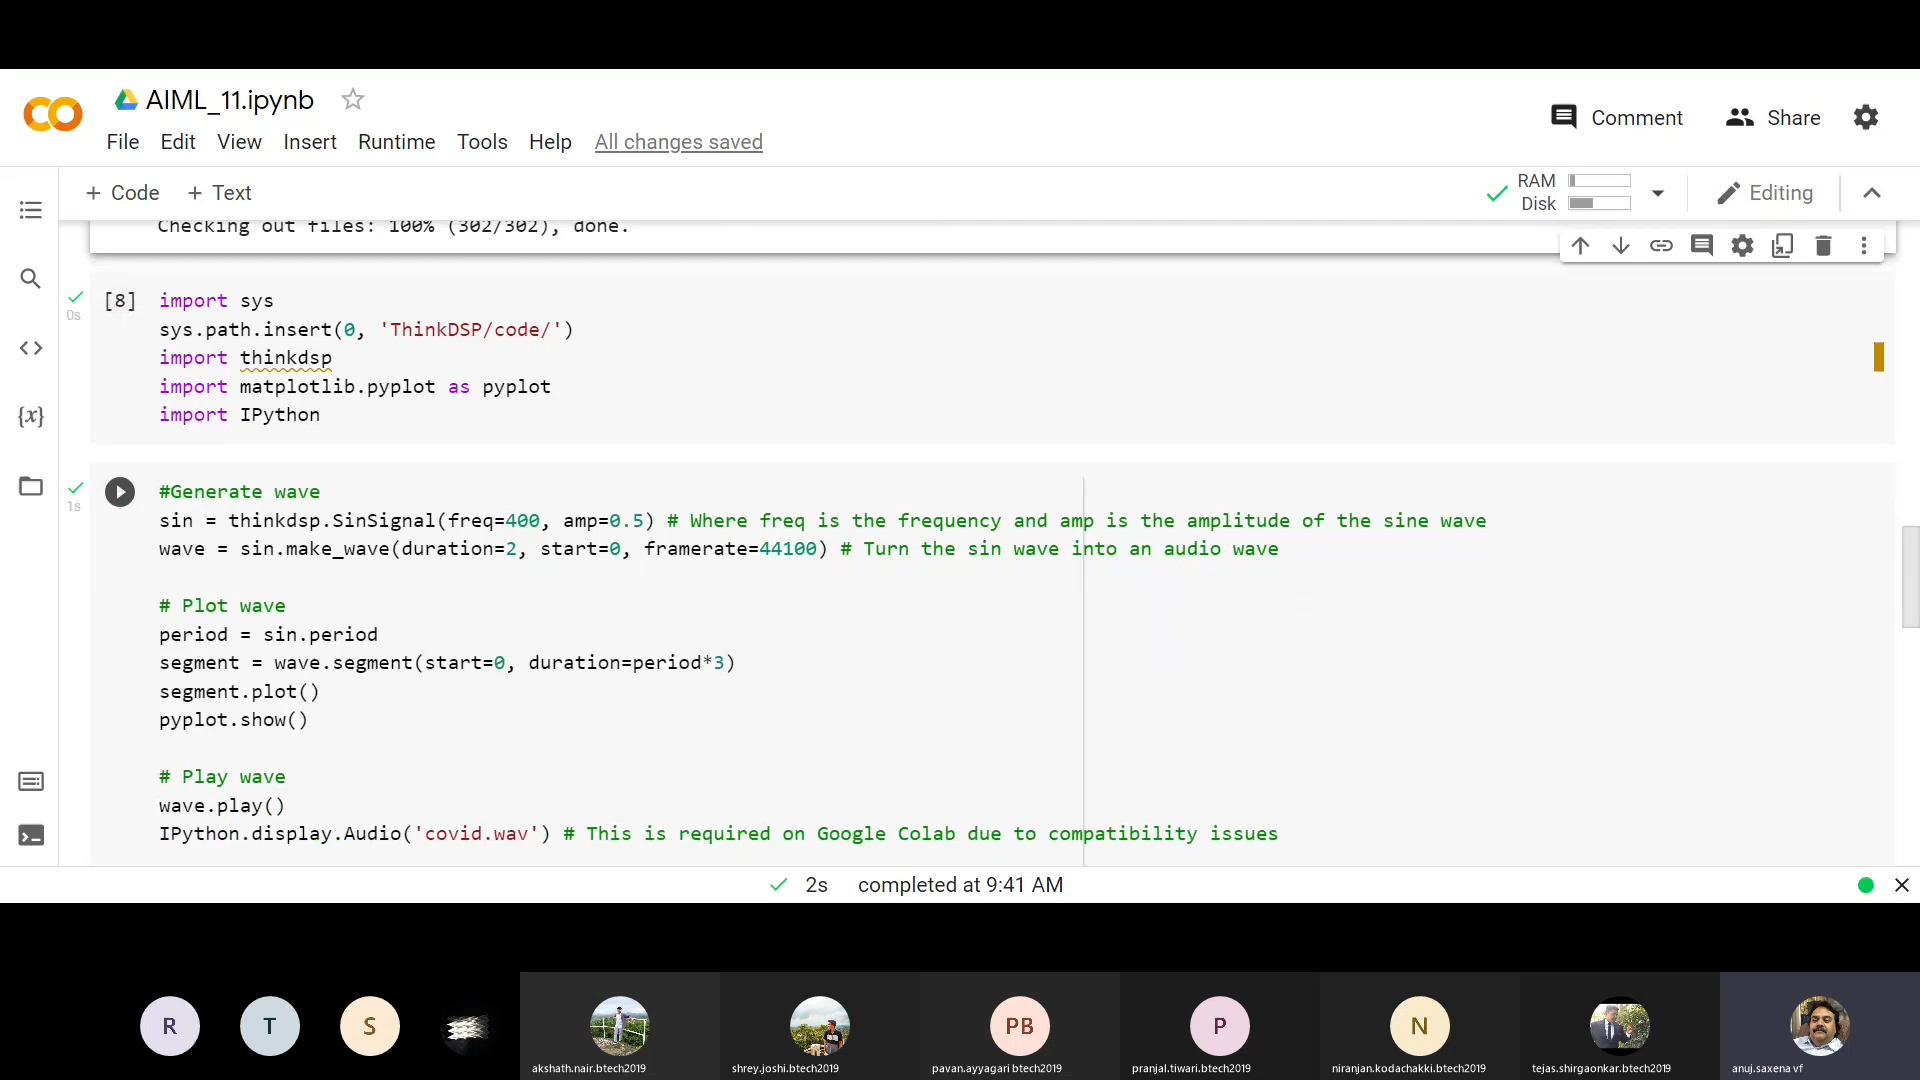 AIML_11.ipynb
Comment
Share
File Edit View Insert Runtime Tools Help All changes saved
+ Code + Text
RAM
Disk
Editing
Checking out files: 100% (302/302), done.
0s
[8] import sys
sys.path.insert(0, 'ThinkDSP/code/')
import thinkdsp
import matplotlib.pyplot as pyplot
import IPython
{x}
1s
#Generate wave
sin = thinkdsp.SinSignal(freq=400, amp=0.5) # Where freq is the frequency and amp is the amplitude of the sine wave
wave = sin.make_wave(duration=2, start=0, framerate=44100) # Turn the sin wave into an audio wave
# Plot wave
period = sin.period
segment = wave.segment(start=0, duration=period*3)
segment.plot()
pyplot.show()
# Play wave
wave.play()
IPython.display.Audio('covid.wav') # This is required on Google Colab due to compatibility issues
2s completed at 9:41 AM
R T S PB P N
akshath.nair.btech2019 shrey.joshi.btech2019 pavan.ayyagari btech2019 pranjal.tiwari.btech2019 niranjan.kodachakki.btech2019 tejas.shirgaonkar.btech2019 anuj.saxena vf